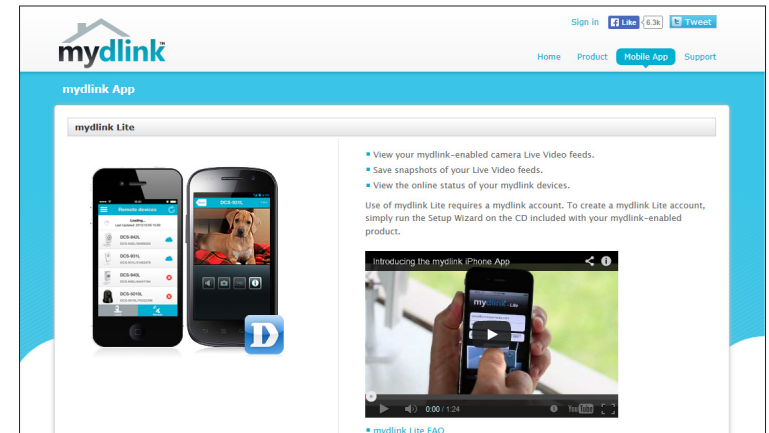 Sign in Like 6.3k Tweet
mydlink™
Home Product Mobile App Support
mydlink App
mydlink Lite
▪ View your mydlink-enabled camera Live Video feeds.
▪ Save snapshots of your Live Video feeds.
▪ View the online status of your mydlink devices.
Use of mydlink Lite requires a mydlink account. To create a mydlink Lite account,
simply run the Setup Wizard on the CD included with your mydlink-enabled
product.
Remote devices
Loading...
DCS-942L
DCS-931L
DCS-945L
DCS-5010L
DCS-931L
D
Introducing the mydlink iPhone App
mydlink Lite
0:00 / 1:24
YouTube
▪ mydlink Lite FAQ